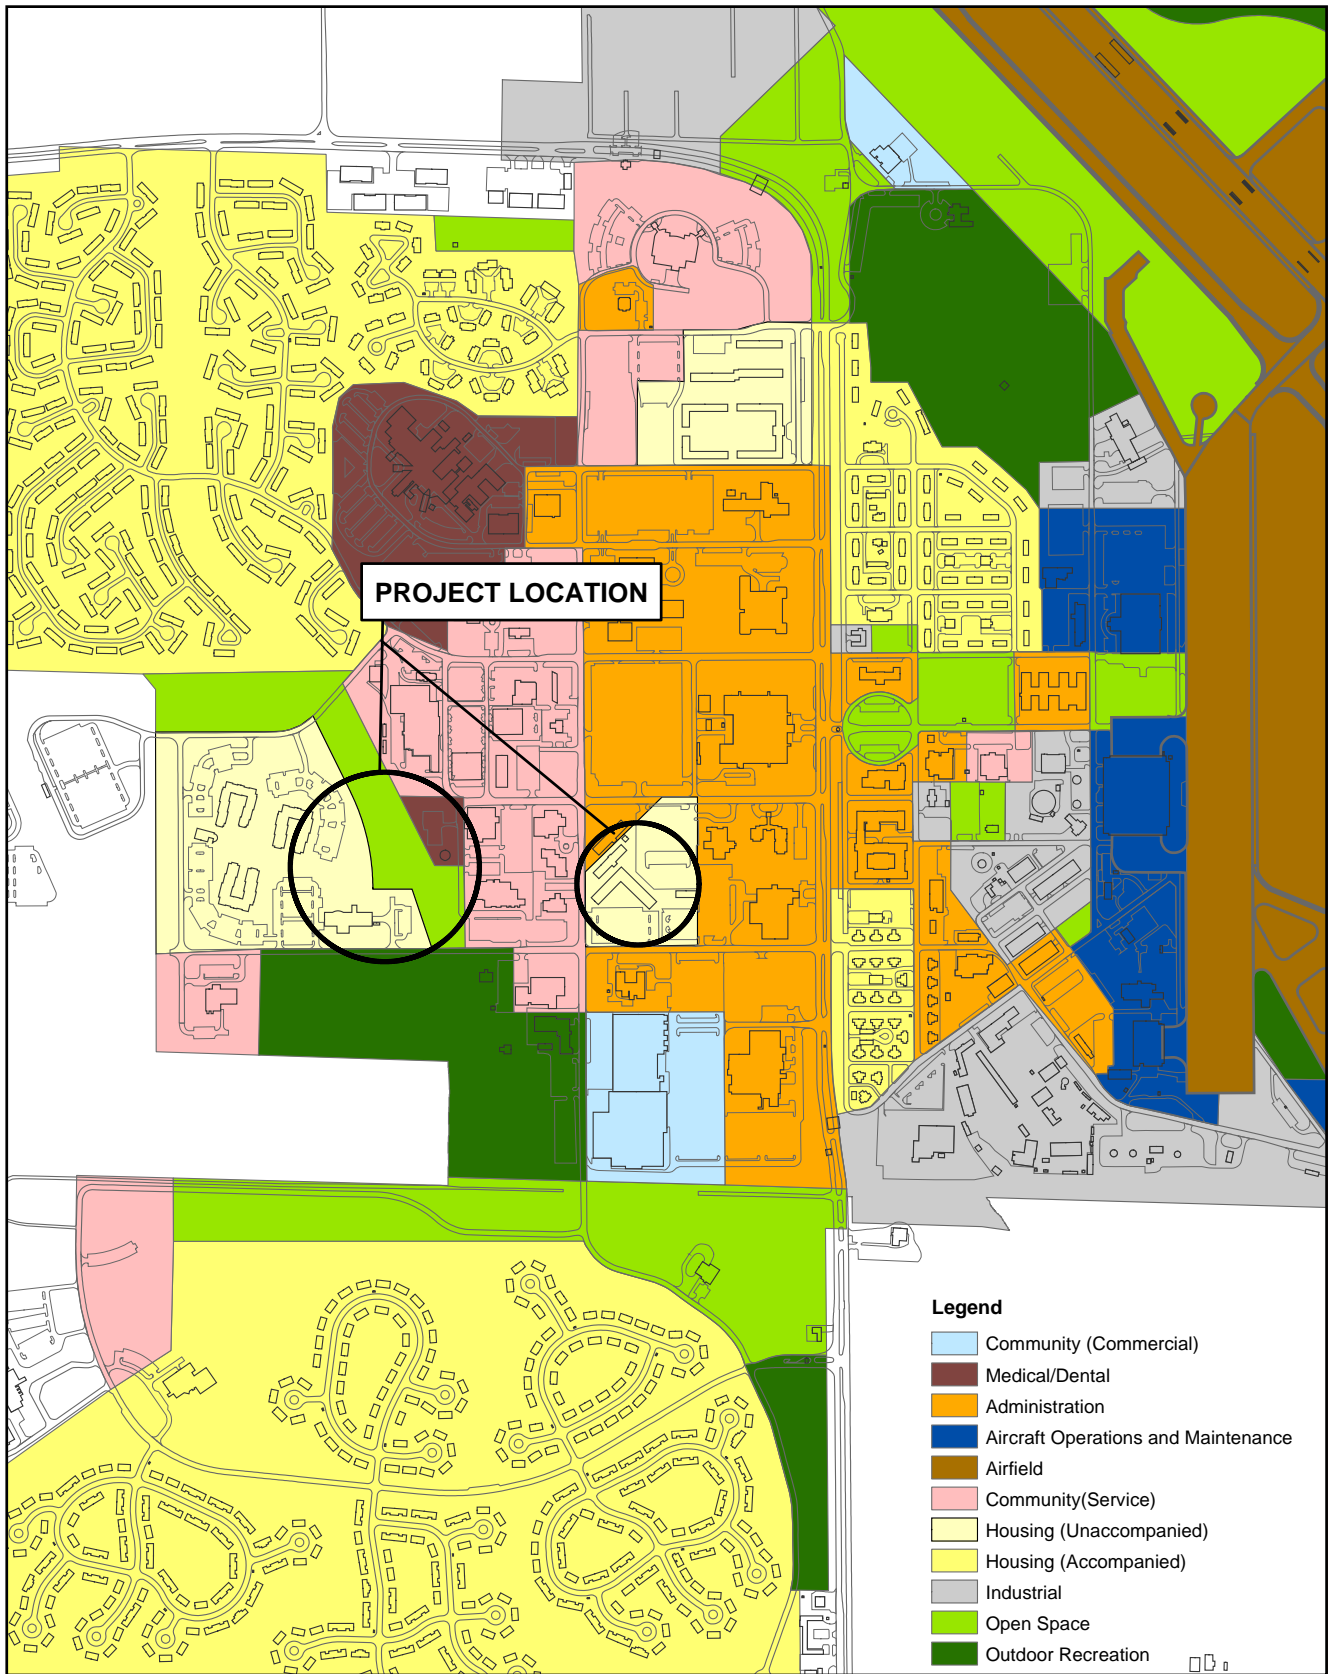 PROJECT LOCATION
Legend
Community (Commercial)
Medical/Dental
Administration
Aircraft Operations and Maintenance
Airfield
Community(Service)
Housing (Unaccompanied)
Housing (Accompanied)
Industrial
Open Space
Outdoor Recreation